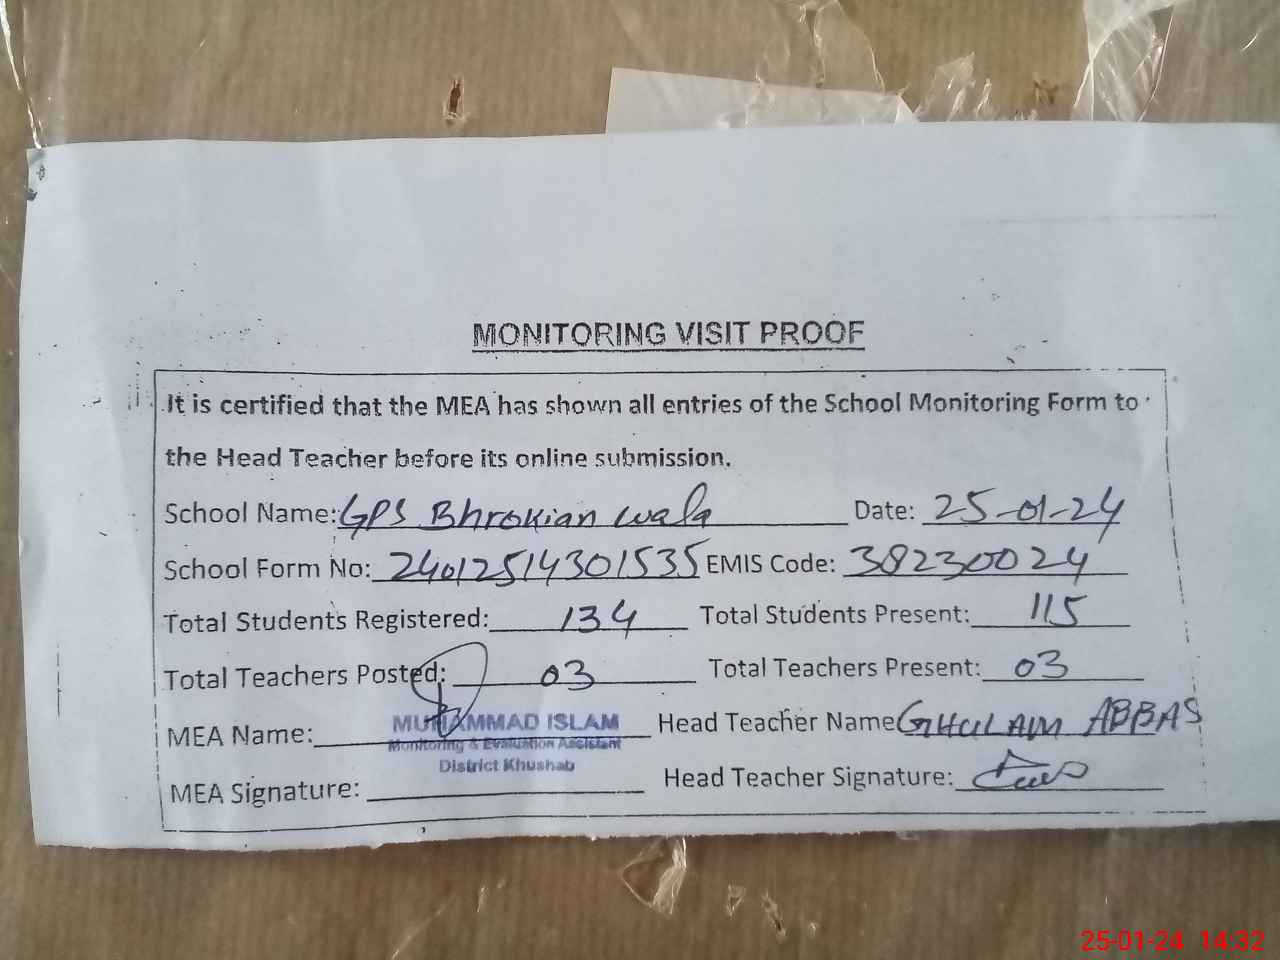 MONITORING VISIT PROOF
It is certified that the MEA has shown all entries of the School Monitoring Form to
the Head Teacher before its online submission.
School Name: GPS Bhrokian wala Date: 25-01-24
School Form No: 24012514301535 EMIS Code: 38230024
Total Students Registered: 134 Total Students Present: 115
Total Teachers Posted: 03 Total Teachers Present: 03
MEA Name: MUHAMMAD ISLAM Head Teacher Name GHULAM ABBAS
Monitoring & Evaluation Assistant
District Khushab
MEA Signature: Head Teacher Signature:
25-01-24 14:32